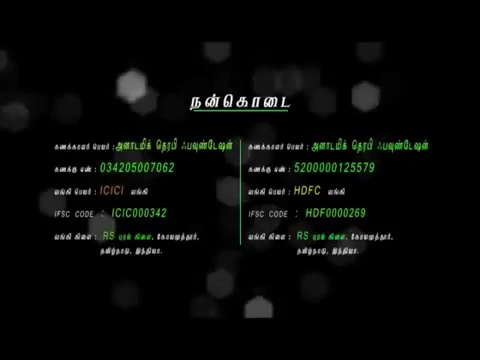 நன்கொடை
கணக்காளர் பெயர் : அனாடமிக் தெரபி ஃபவுண்டேஷன்
கணக்கு எண் : 034205007062
வங்கி பெயர் : ICICI வங்கி
IFSC CODE : ICIC000342
வங்கி கிளை : RS புரம் கிளை, கோயமுத்தூர்,
தமிழ்நாடு, இந்தியா.
கணக்காளர் பெயர் : அனாடமிக் தெரபி ஃபவுண்டேஷன்
கணக்கு எண் : 5200000125579
வங்கி பெயர் : HDFC வங்கி
IFSC CODE : HDF0000269
வங்கி கிளை : RS புரம் கிளை, கோயமுத்தூர்,
தமிழ்நாடு, இந்தியா.